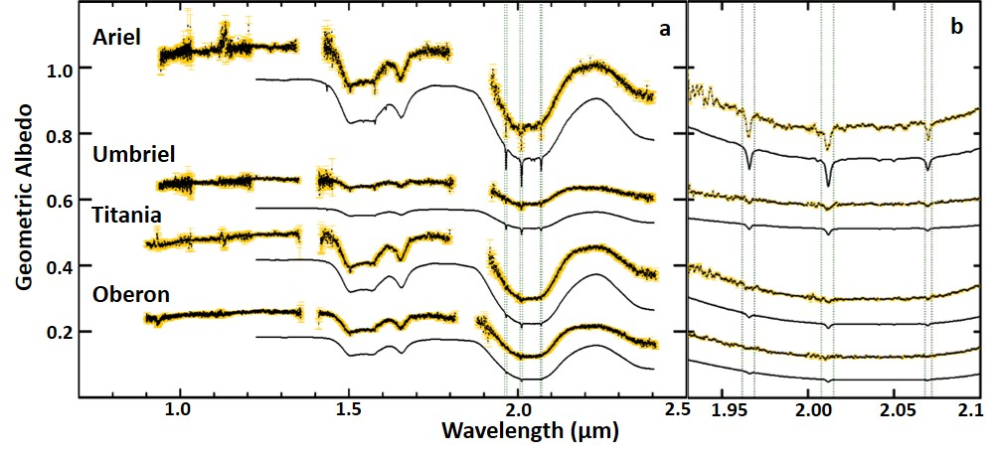 a
b
Ariel
Umbriel
Titania
Oberon
Geometric Albedo
1.0
0.8
0.6
0.4
0.2
1.0 1.5 2.0 2.5
1.95 2.00 2.05 2.1
Wavelength (µm)